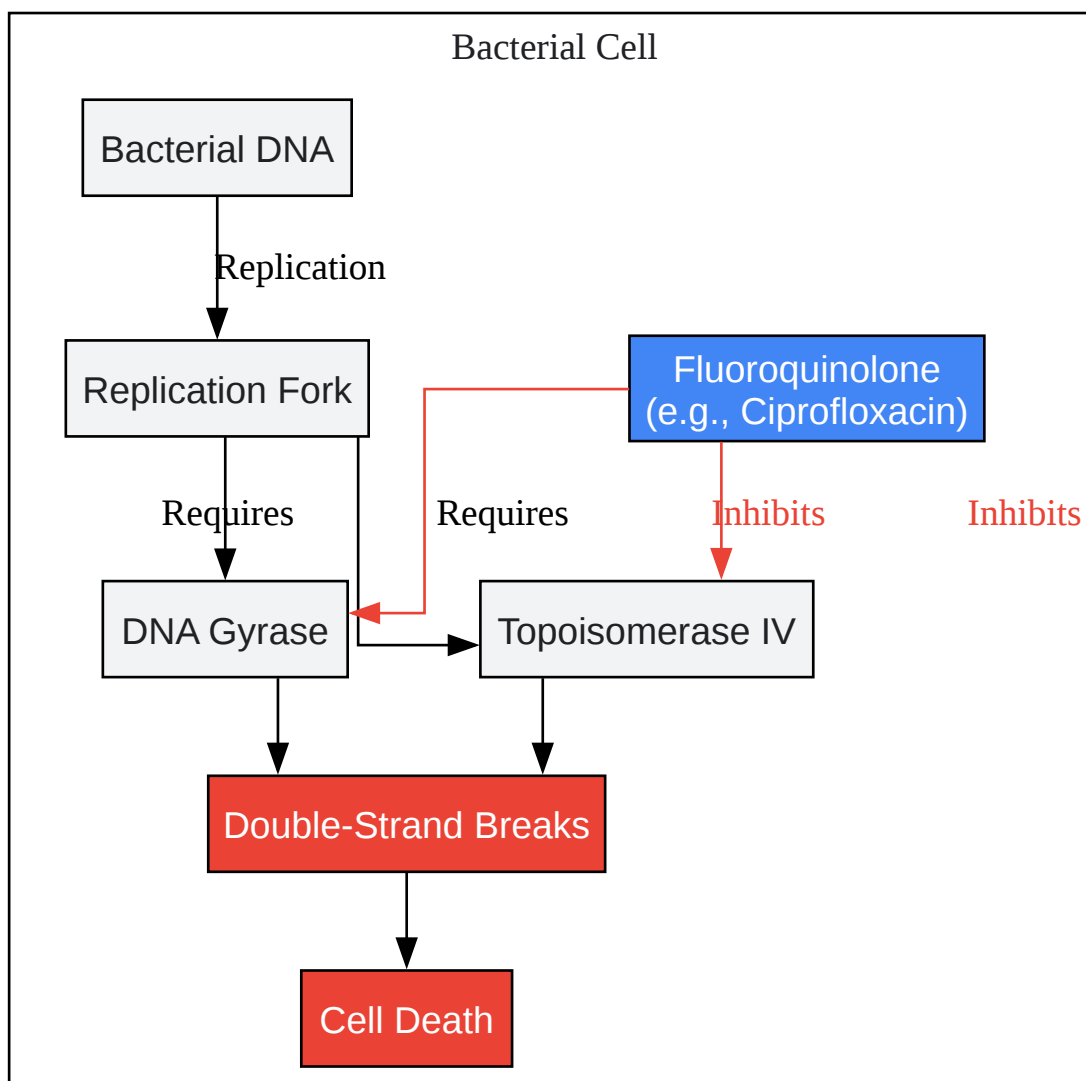 Bacterial Cell
Bacterial DNA
Replication
Replication Fork
Fluoroquinolone
(e.g., Ciprofloxacin)
Requires
Requires
Inhibits
Inhibits
DNA Gyrase
Topoisomerase IV
Double-Strand Breaks
Cell Death